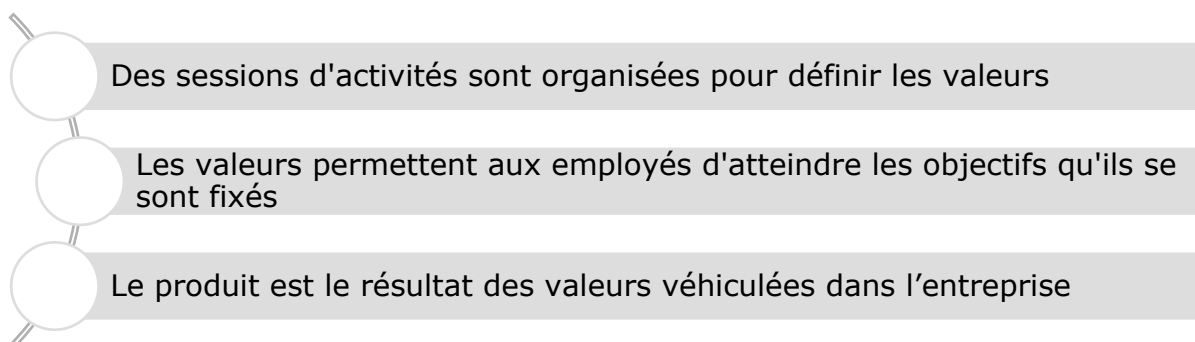 Des sessions d'activités sont organisées pour définir les valeurs
Les valeurs permettent aux employés d'atteindre les objectifs qu'ils se
sont fixés
Le produit est le résultat des valeurs véhiculées dans l’entreprise